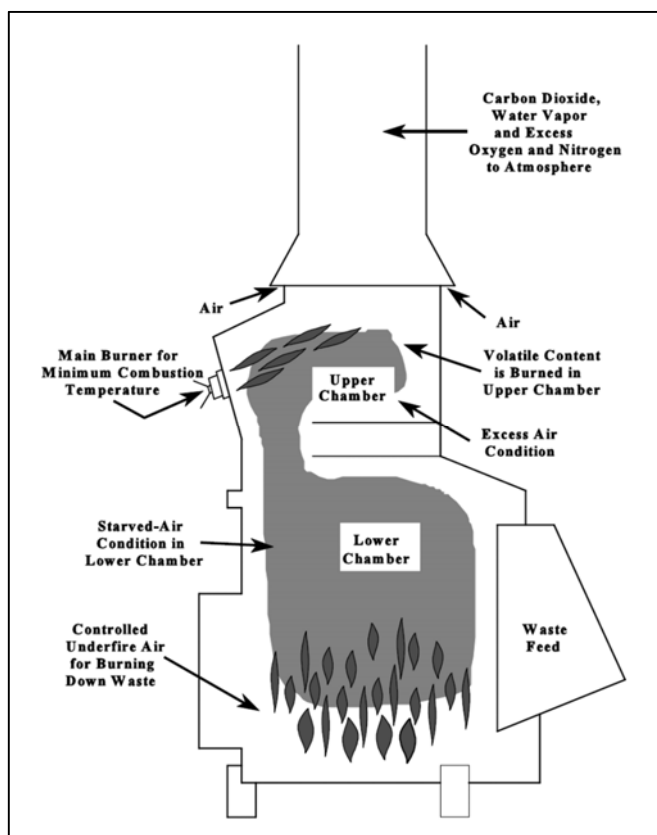 Carbon Dioxide,
Water Vapor
and Excess
Oxygen and Nitrogen
to Atmosphere
Air
Air
Main Burner for
Minimum Combustion
Temperature
Volatile Content
is Burned in
Upper Chamber
Upper
Chamber
Excess Air
Condition
Starved-Air
Condition in
Lower Chamber
Lower
Chamber
Controlled
Underfire Air
for Burning
Down Waste
Waste
Feed